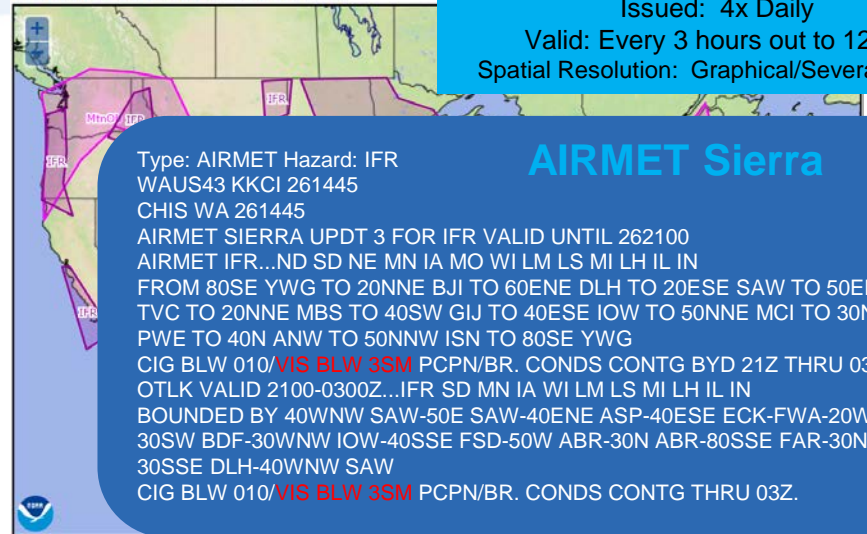 Issued: 4x Daily
Valid: Every 3 hours out to 12
Spatial Resolution: Graphical/Severa
+
-
IFR
MtnOb
IFR
IFR
IFR
AIRMET Sierra
Type: AIRMET Hazard: IFR
WAUS43 KKCI 261445
CHIS WA 261445
AIRMET SIERRA UPDT 3 FOR IFR VALID UNTIL 262100
AIRMET IFR...ND SD NE MN IA MO WI LM LS MI LH IL IN
FROM 80SE YWG TO 20NNE BJI TO 60ENE DLH TO 20ESE SAW TO 50E
TVC TO 20NNE MBS TO 40SW GIJ TO 40ESE IOW TO 50NNE MCI TO 30N
PWE TO 40N ANW TO 50NNW ISN TO 80SE YWG
CIG BLW 010/VIS BLW 3SM PCPN/BR. CONDS CONTG BYD 21Z THRU 03
OTLK VALID 2100-0300Z...IFR SD MN IA WI LM LS MI LH IL IN
BOUNDED BY 40WNW SAW-50E SAW-40ENE ASP-40ESE ECK-FWA-20W
30SW BDF-30WNW IOW-40SSE FSD-50W ABR-30N ABR-80SSE FAR-30N
30SSE DLH-40WNW SAW
CIG BLW 010/VIS BLW 3SM PCPN/BR. CONDS CONTG THRU 03Z.